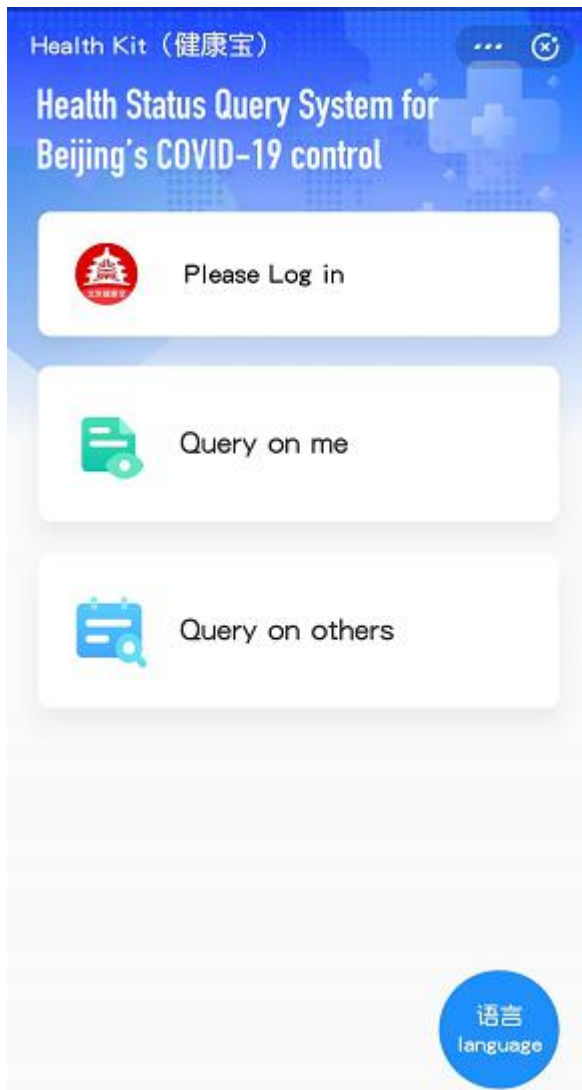 Health Kit（健康宝）
Health Status Query System for
Beijing's COVID-19 control
Please Log in
Query on me
Query on others
语言
language